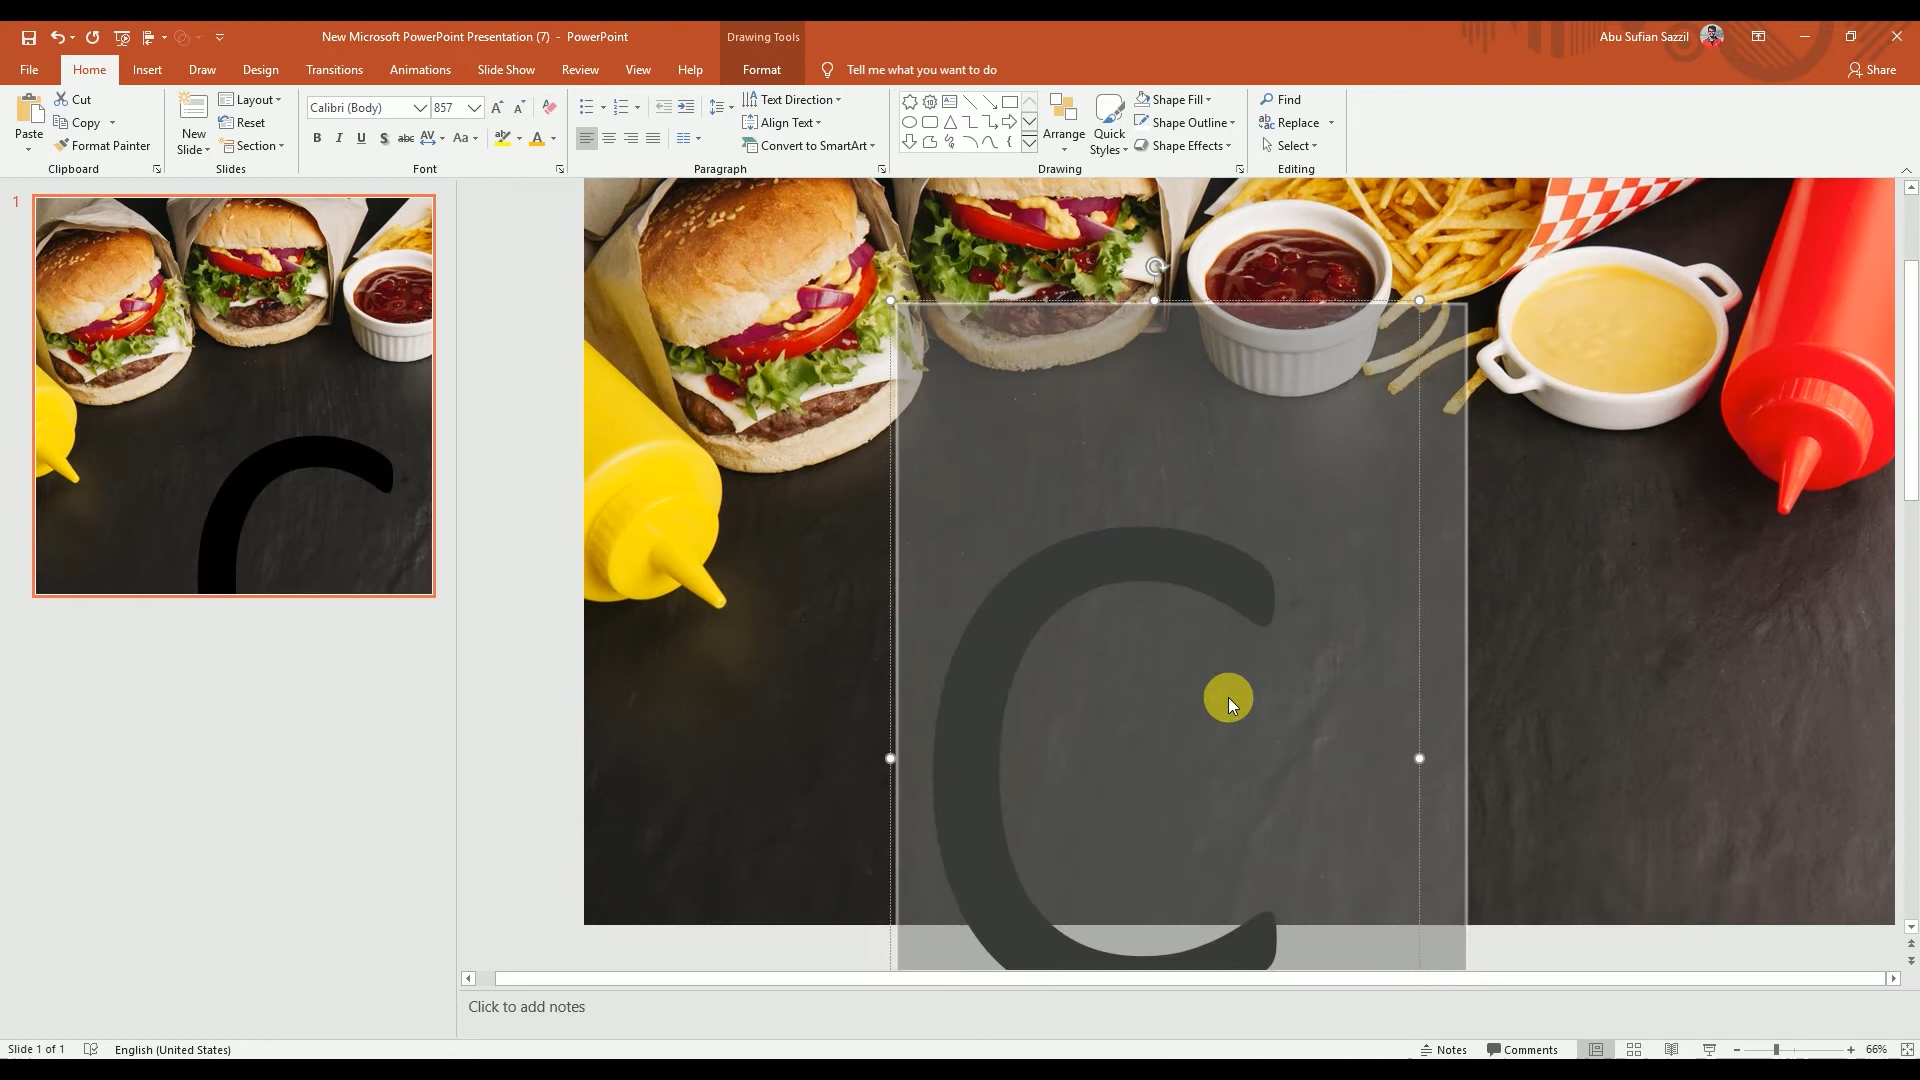 New Microsoft PowerPoint Presentation (7) - PowerPoint
Drawing Tools
Abu Sufian Sazzil
File Home Insert Draw Design Transitions Animations Slide Show Review View Help Format Tell me what you want to do Share
Paste
Cut
Copy
Format Painter
Clipboard
New Slide
Layout
Reset
Section
Slides
Calibri (Body) 857
B I U S abc AV Aa A
Font
Text Direction
Align Text
Convert to SmartArt
Paragraph
Arrange
Quick Styles
Shape Fill
Shape Outline
Shape Effects
Drawing
Find
Replace
Select
Editing
1
C
Click to add notes
Slide 1 of 1 English (United States) Notes Comments 66%